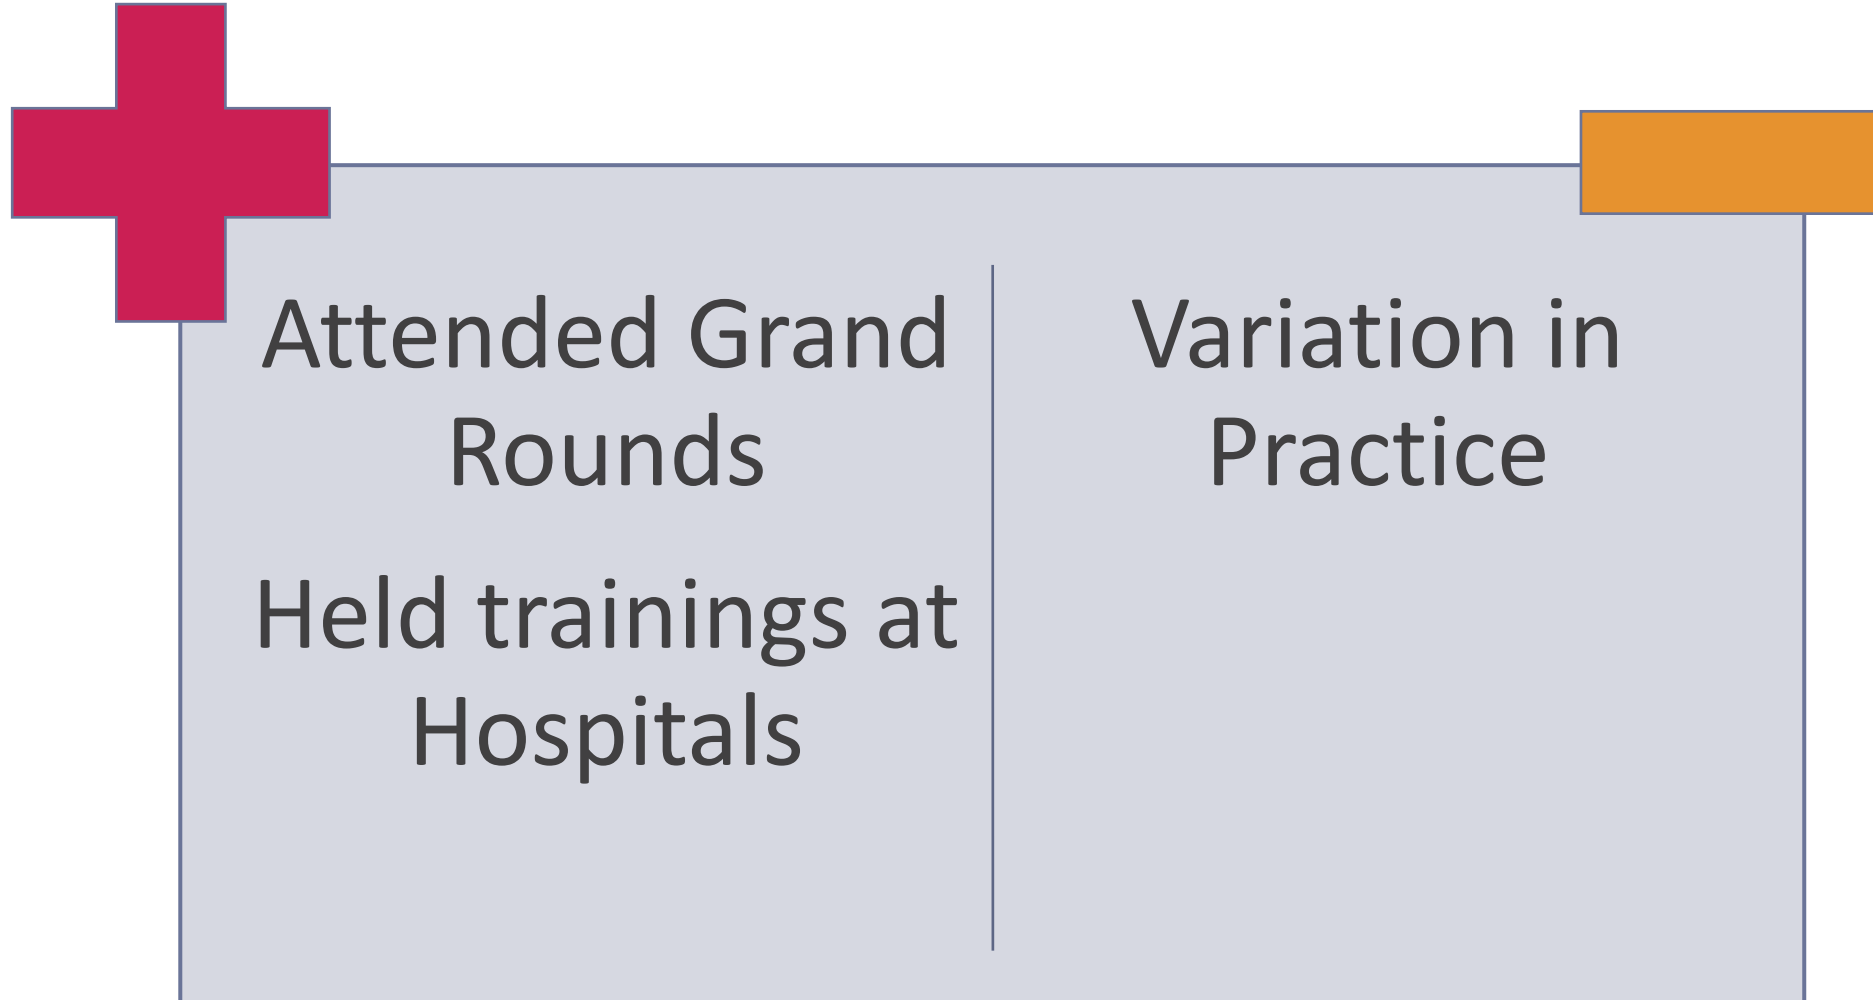 Attended Grand
Rounds
Held trainings at
Hospitals
Variation in
Practice